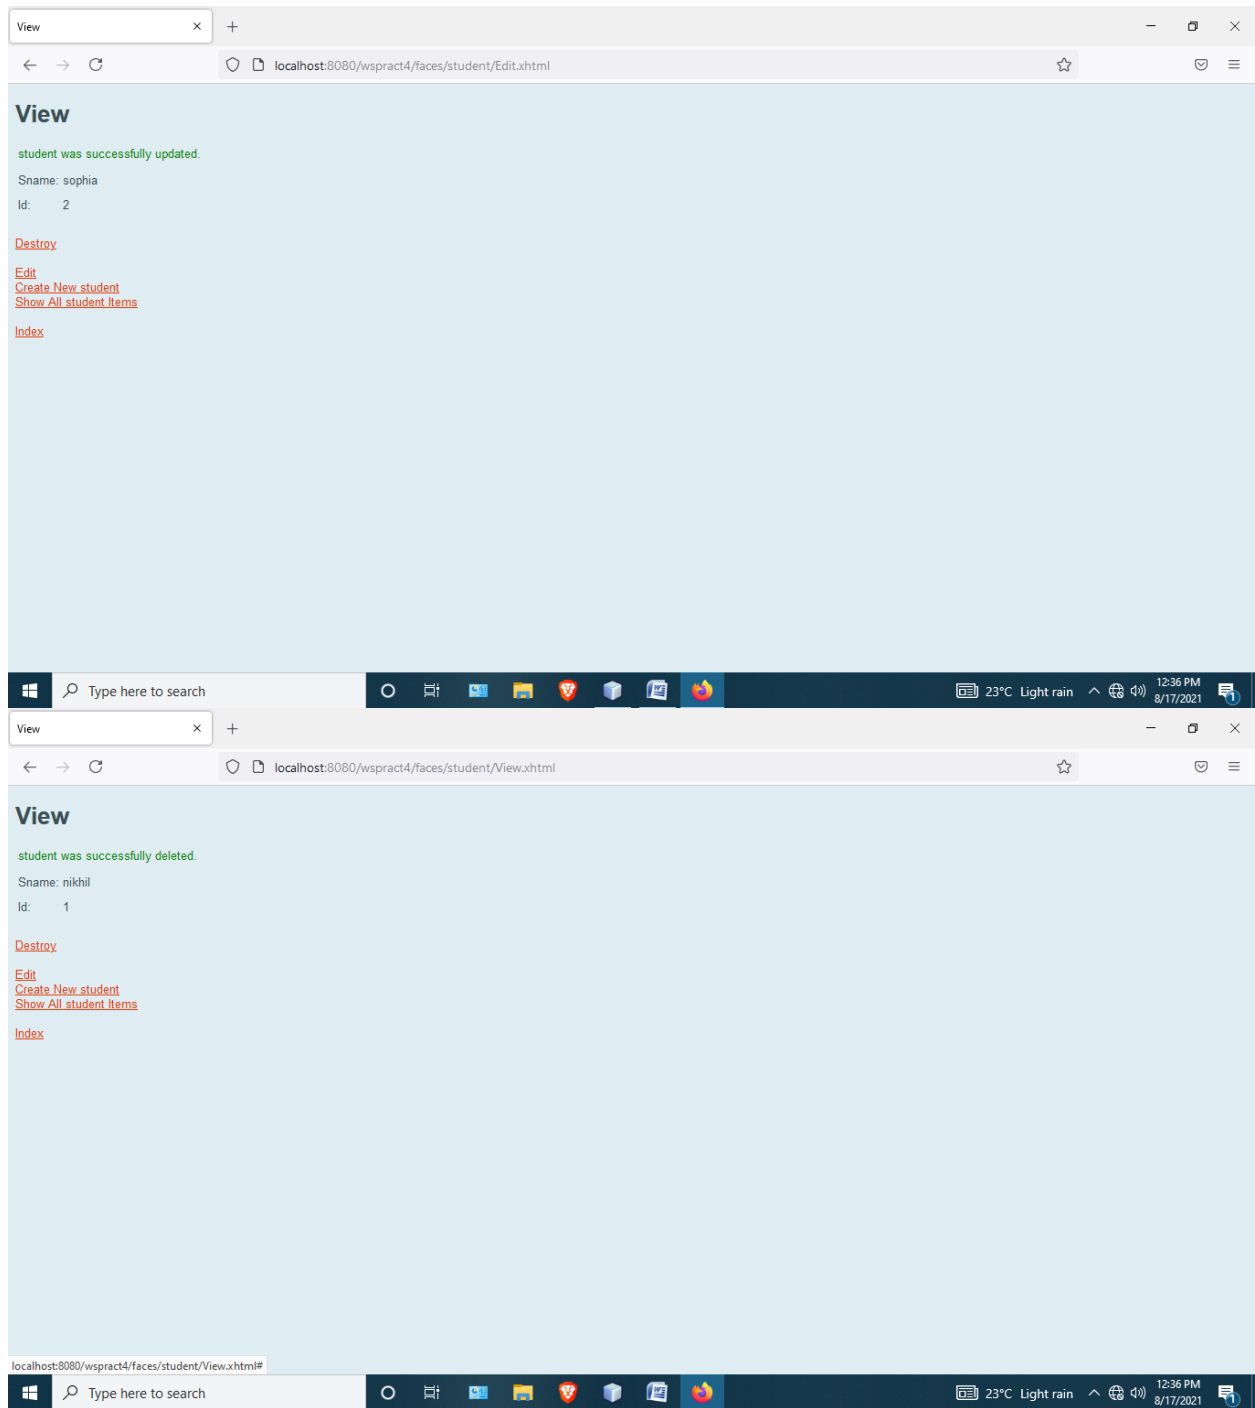 View
localhost:8080/wspract4/faces/student/Edit.xhtml
View
student was successfully updated.
Sname: sophia
Id: 2
Destroy
Edit
Create New student
Show All student Items
Index
Type here to search
23°C Light rain
12:36 PM
8/17/2021
1
View
localhost:8080/wspract4/faces/student/View.xhtml
View
student was successfully deleted.
Sname: nikhil
Id: 1
Destroy
Edit
Create New student
Show All student Items
Index
localhost:8080/wspract4/faces/student/View.xhtml#
Type here to search
23°C Light rain
12:36 PM
8/17/2021
1